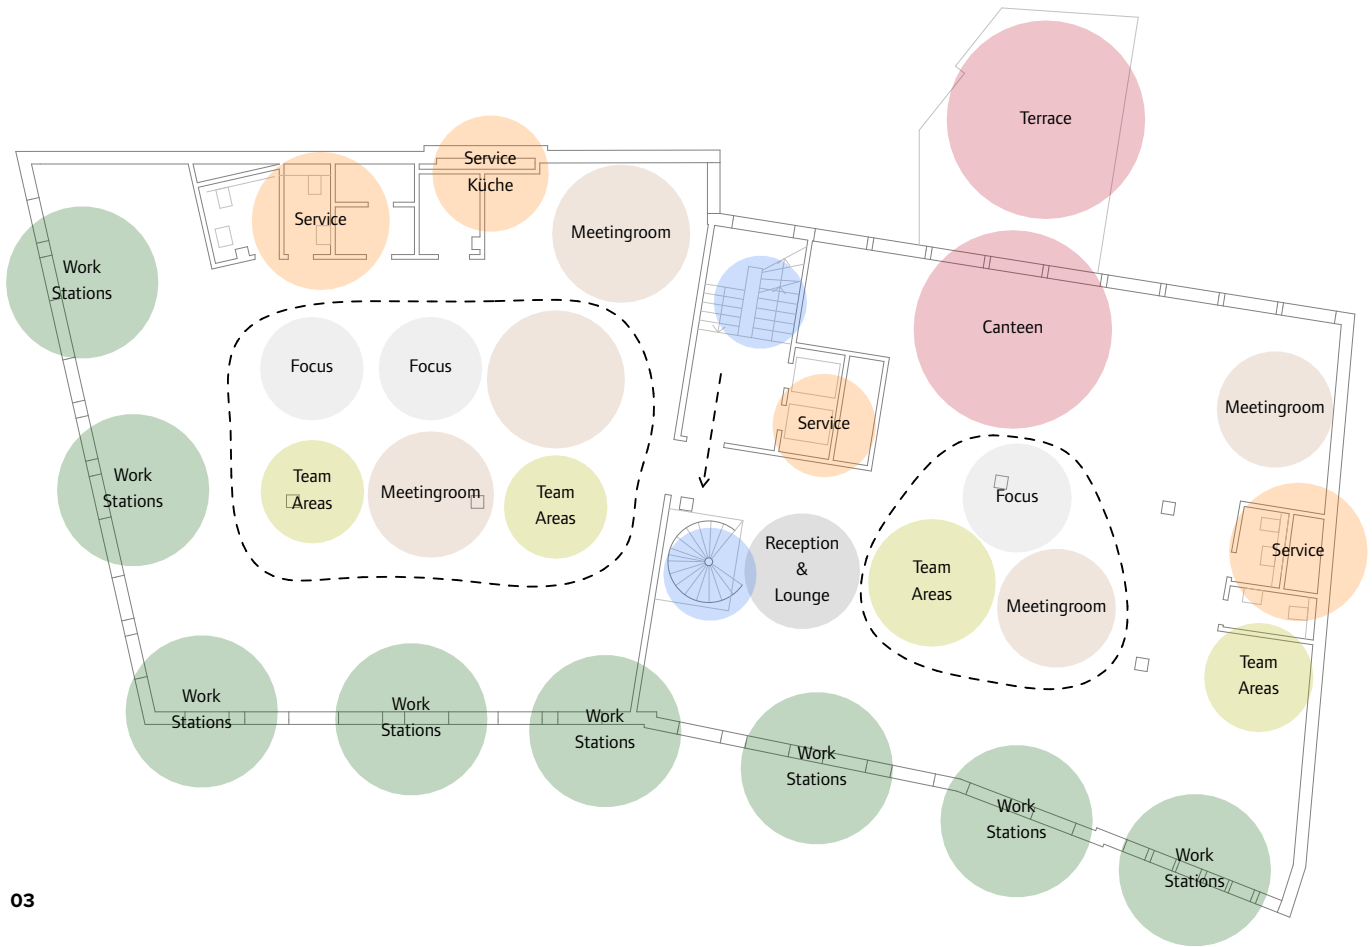 Terrace
Service
Küche
Service
Meetingroom
Work
Stations
Canteen
Focus
Focus
Meetingroom
Service
Work
Stations
Team
Areas
Meetingroom
Team
Areas
Focus
Reception
&
Lounge
Team
Areas
Meetingroom
Service
Team
Areas
Work
Stations
Work
Stations
Work
Stations
Work
Stations
Work
Stations
Work
Stations
03